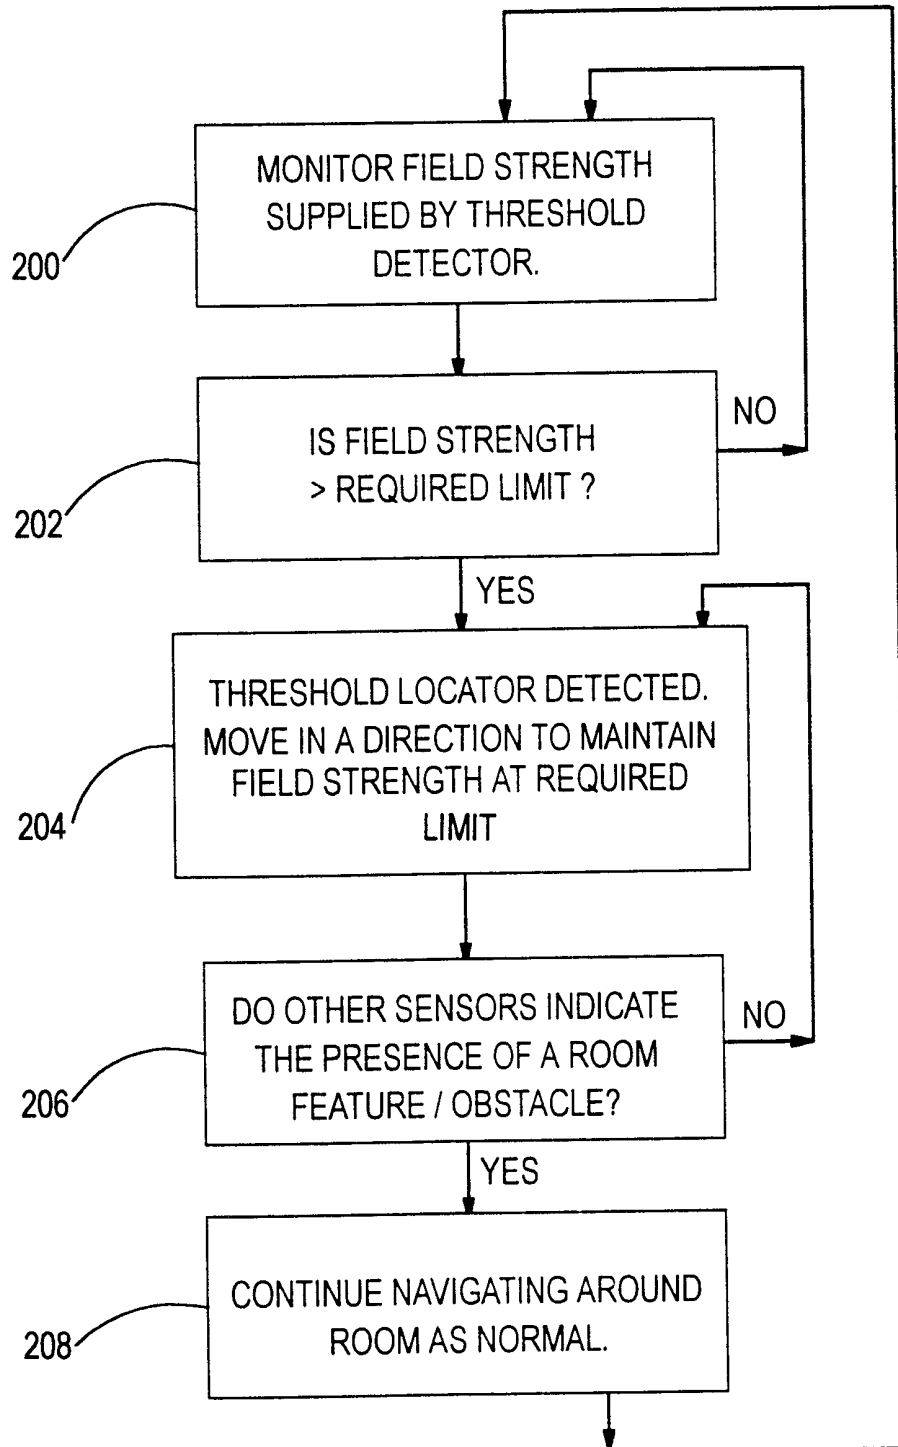 MONITOR FIELD STRENGTH
SUPPLIED BY THRESHOLD
DETECTOR.
200
IS FIELD STRENGTH
> REQUIRED LIMIT ?
NO
202
YES
THRESHOLD LOCATOR DETECTED.
MOVE IN A DIRECTION TO MAINTAIN
FIELD STRENGTH AT REQUIRED
LIMIT
204
DO OTHER SENSORS INDICATE
THE PRESENCE OF A ROOM
FEATURE / OBSTACLE?
NO
206
YES
CONTINUE NAVIGATING AROUND
ROOM AS NORMAL.
208